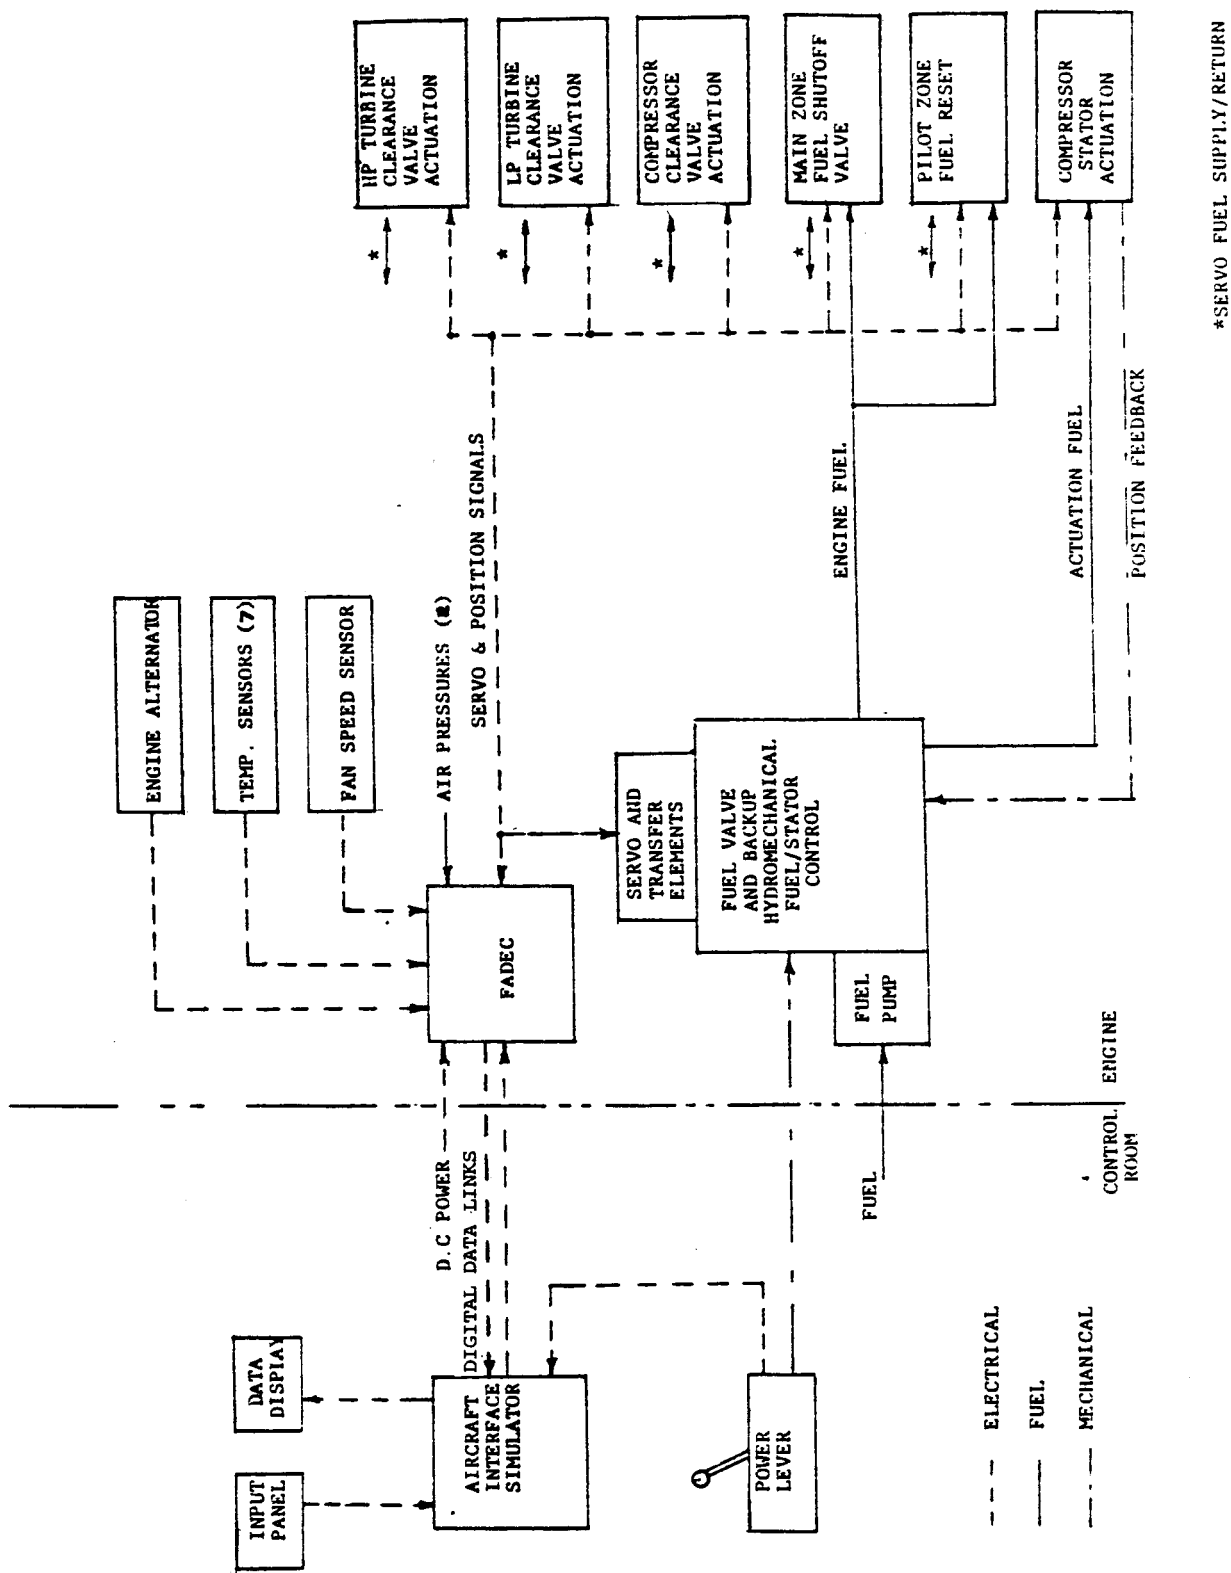 INPUT
PANEL
DATA
DISPLAY
AIRCRAFT
INTERFACE
SIMULATOR
POWER
LEVER
D.C POWER
DIGITAL DATA LINKS
ENGINE ALTERNATOR
TEMP. SENSORS (7)
FAN SPEED SENSOR
FADEC
AIR PRESSURES
SERVO & POSITION SIGNALS
SERVO AND
TRANSFER
ELEMENTS
FUEL VALVE
AND BACKUP
HYDROMECHANICAL
FUEL/STATOR
CONTROL
FUEL
PUMP
FUEL
ENGINE FUEL
ACTUATION FUEL
POSITION FEEDBACK
HP TURBINE
CLEARANCE
VALVE
ACTUATION
*
LP TURBINE
CLEARANCE
VALVE
ACTUATION
*
COMPRESSOR
CLEARANCE
VALVE
ACTUATION
*
MAIN ZONE
FUEL SHUTOFF
VALVE
*
PILOT ZONE
FUEL RESET
*
COMPRESSOR
STATOR
ACTUATION
CONTROL
ROOM
ENGINE
ELECTRICAL
FUEL
MECHANICAL
*SERVO FUEL SUPPLY/RETURN